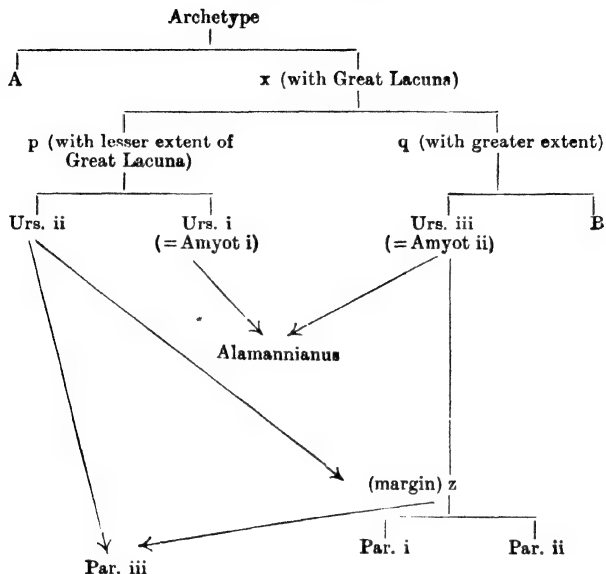 Archetype
A
x (with Great Lacuna)
p (with lesser extent of
Great Lacuna)
q (with greater extent)
Urs. ii
Urs. i
(= Amyot i)
Urs. iii
(= Amyot ii)
B
Alamannianus
(margin) z
Par. i
Par. ii
Par. iii